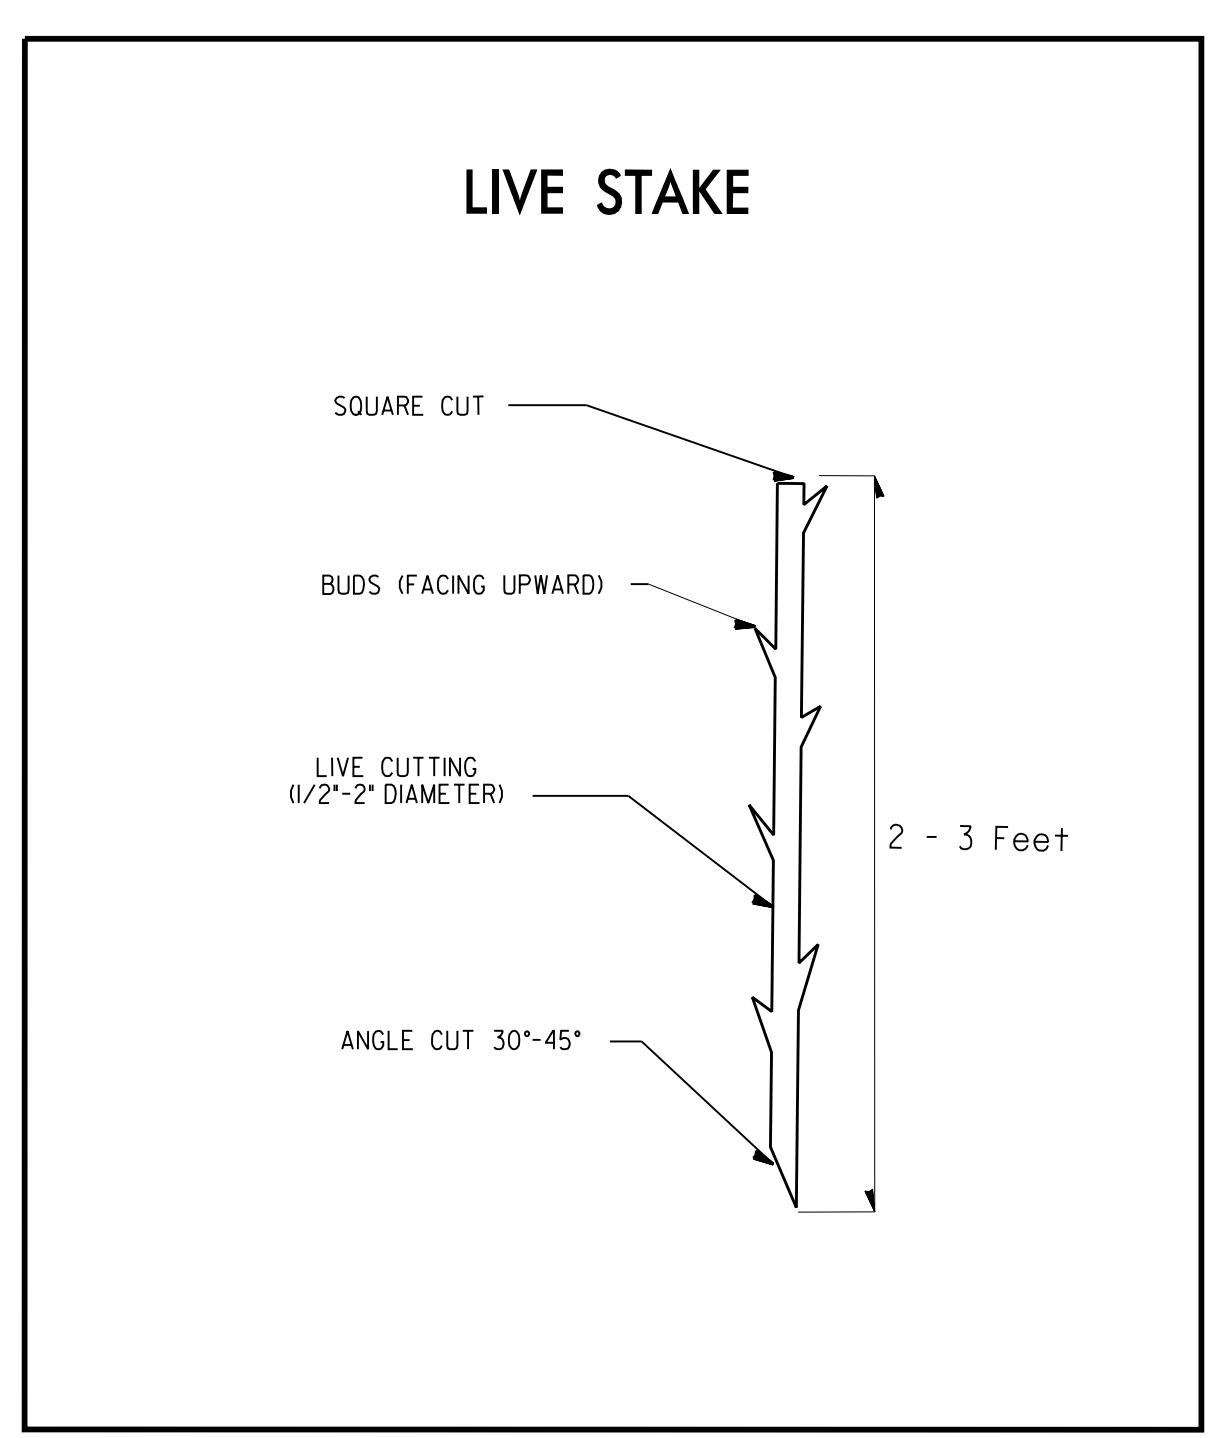 LIVE STAKE
SQUARE CUT
BUDS (FACING UPWARD)
LIVE CUTTING
(1/2"-2" DIAMETER)
2 - 3 Feet
ANGLE CUT 30°-45°